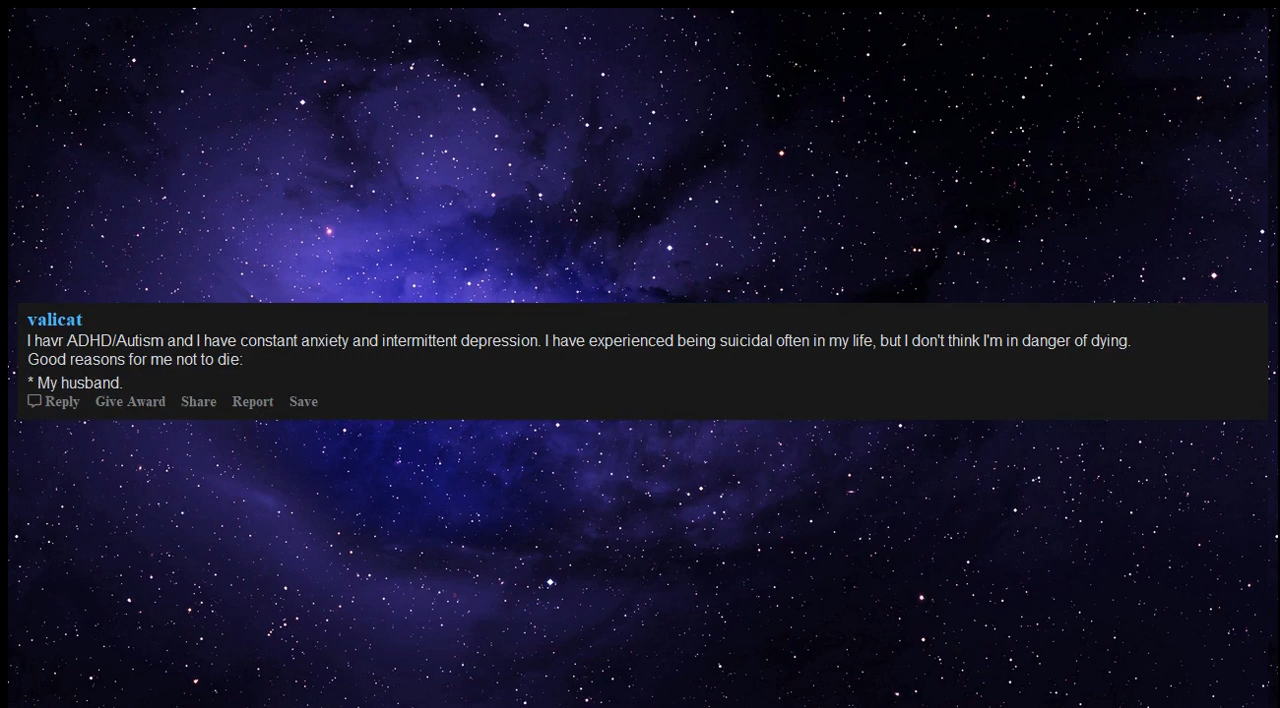 valicat
I havr ADHD/Autism and I have constant anxiety and intermittent depression. I have experienced being suicidal often in my life, but I don't think I'm in danger of dying.
Good reasons for me not to die:
* My husband.
Reply Give Award Share Report Save